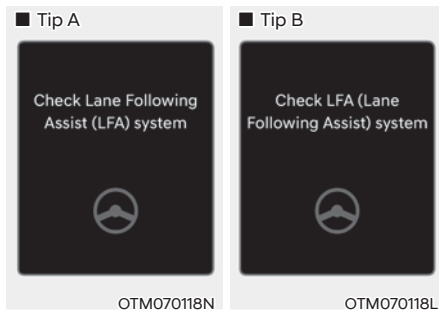 ■ Tip A
Check Lane Following
Assist (LFA) system
OTM070118N
■ Tip B
Check LFA (Lane
Following Assist) system
OTM070118L